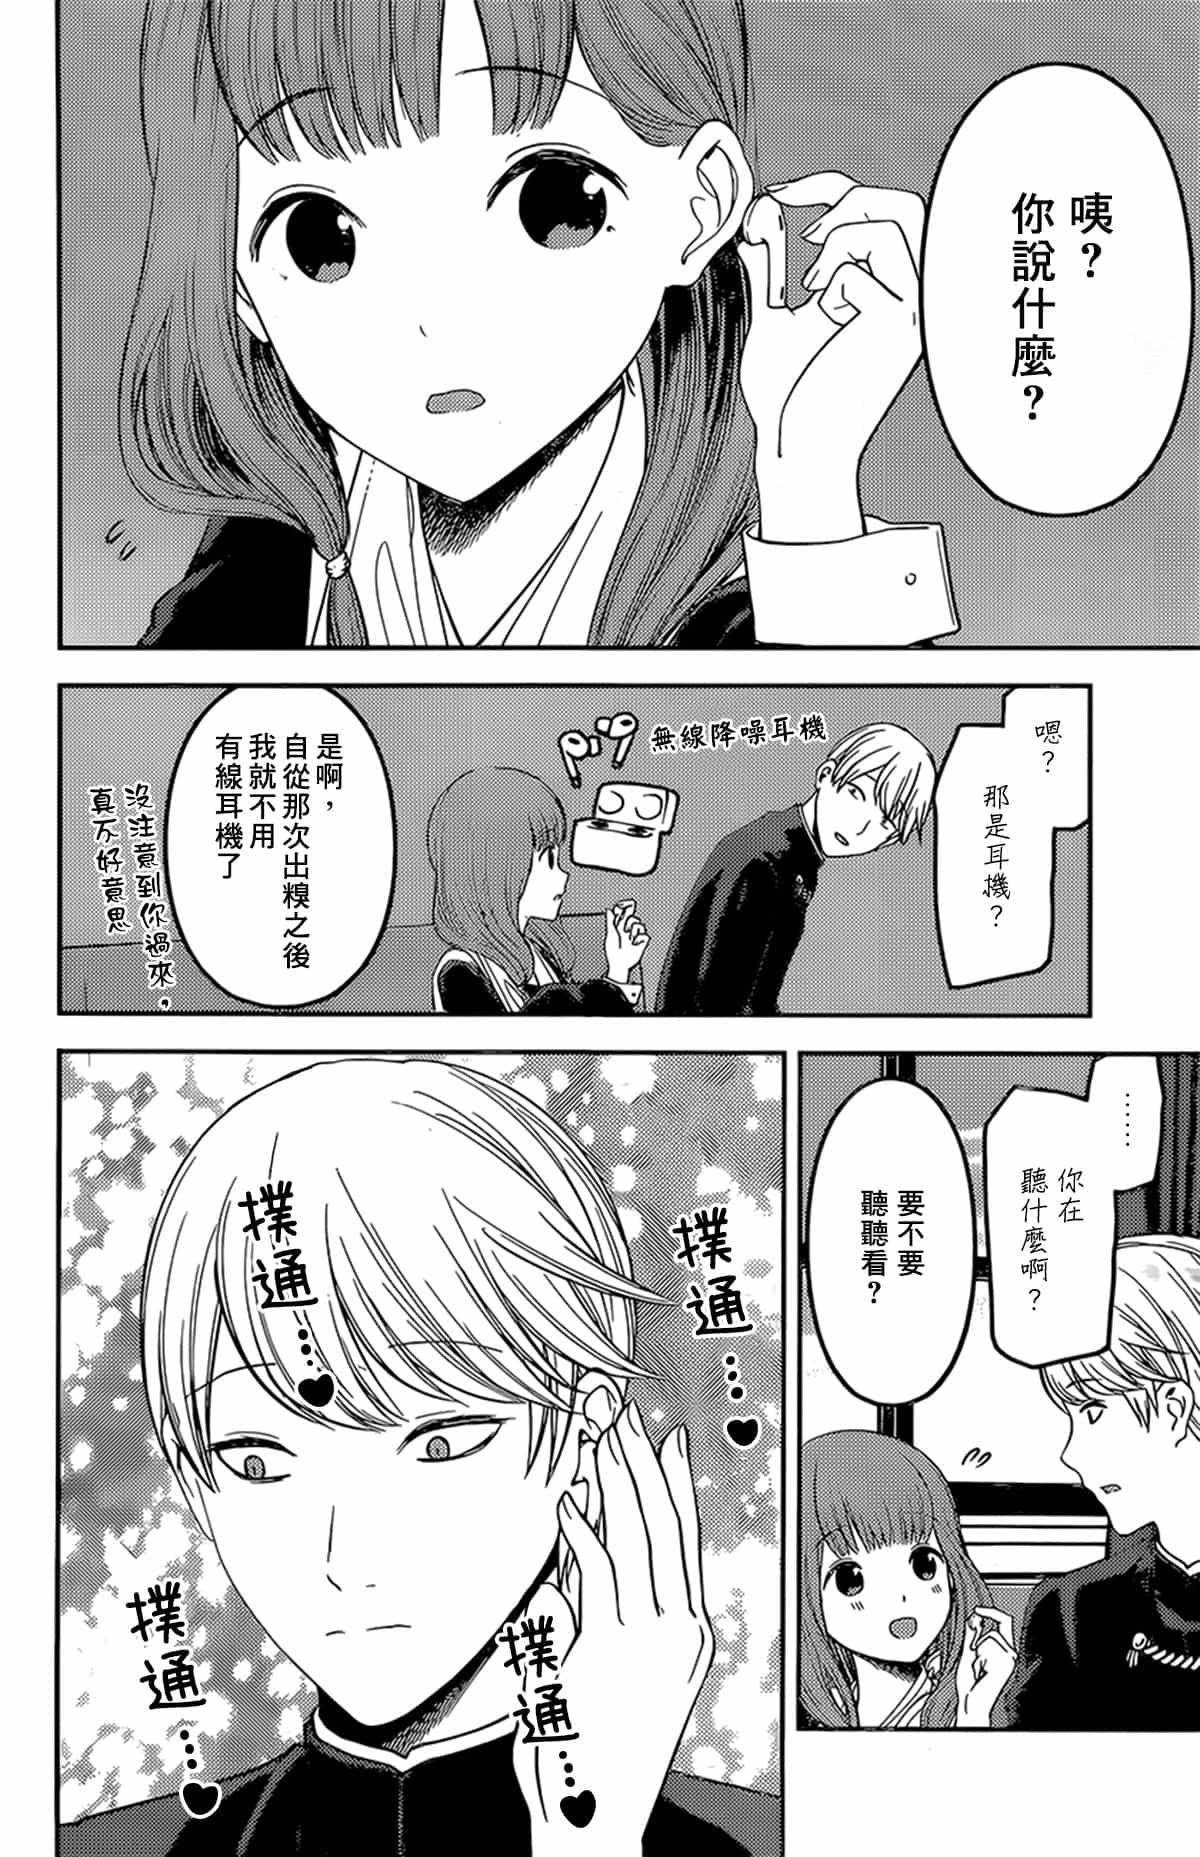 咦？
你說什麼？
嗯？
那是耳機？
無線降噪耳機
是啊，
自從那次出糗之後
我就不用
有線耳機了
沒注意到你過來，
真不好意思
……
你在
聽什麼啊？
要不要
聽聽看？
撲通…
撲通…
撲通…
撲通…